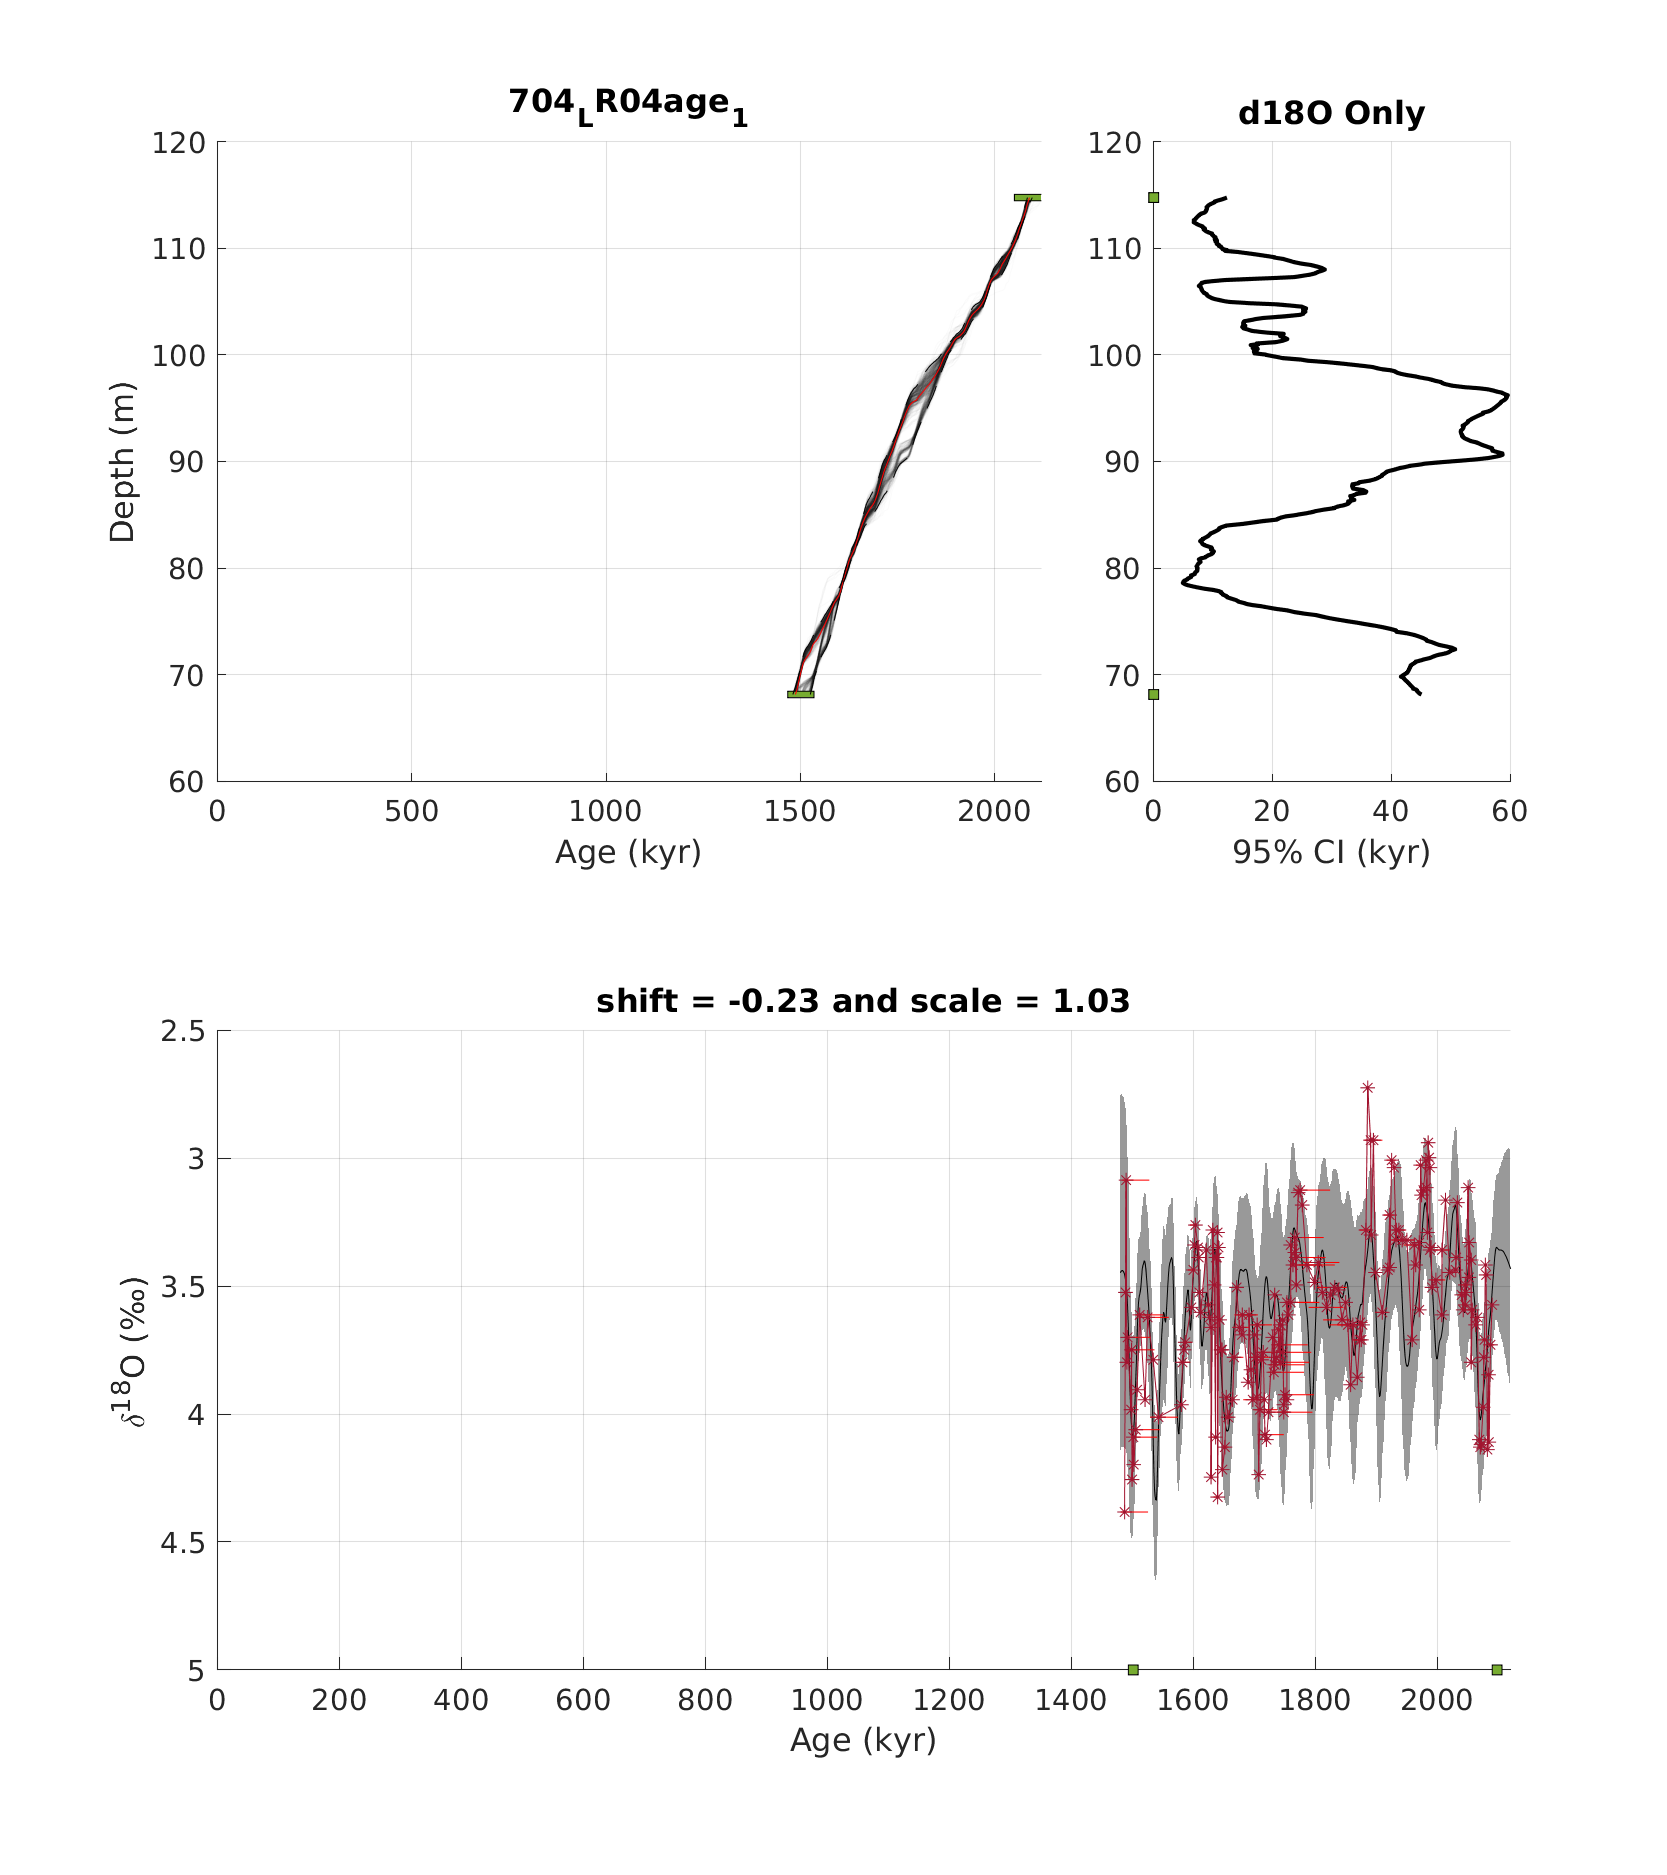 704_LR04age_1
120
110
100
90
80
70
60
Depth (m)
0 500 1000 1500 2000
Age (kyr)
d18O Only
120
110
100
90
80
70
60
0 20 40 60
95% CI (kyr)
shift = -0.23 and scale = 1.03
2.5
3
3.5
4
4.5
5
δ¹⁸O (‰)
0 200 400 600 800 1000 1200 1400 1600 1800 2000
Age (kyr)